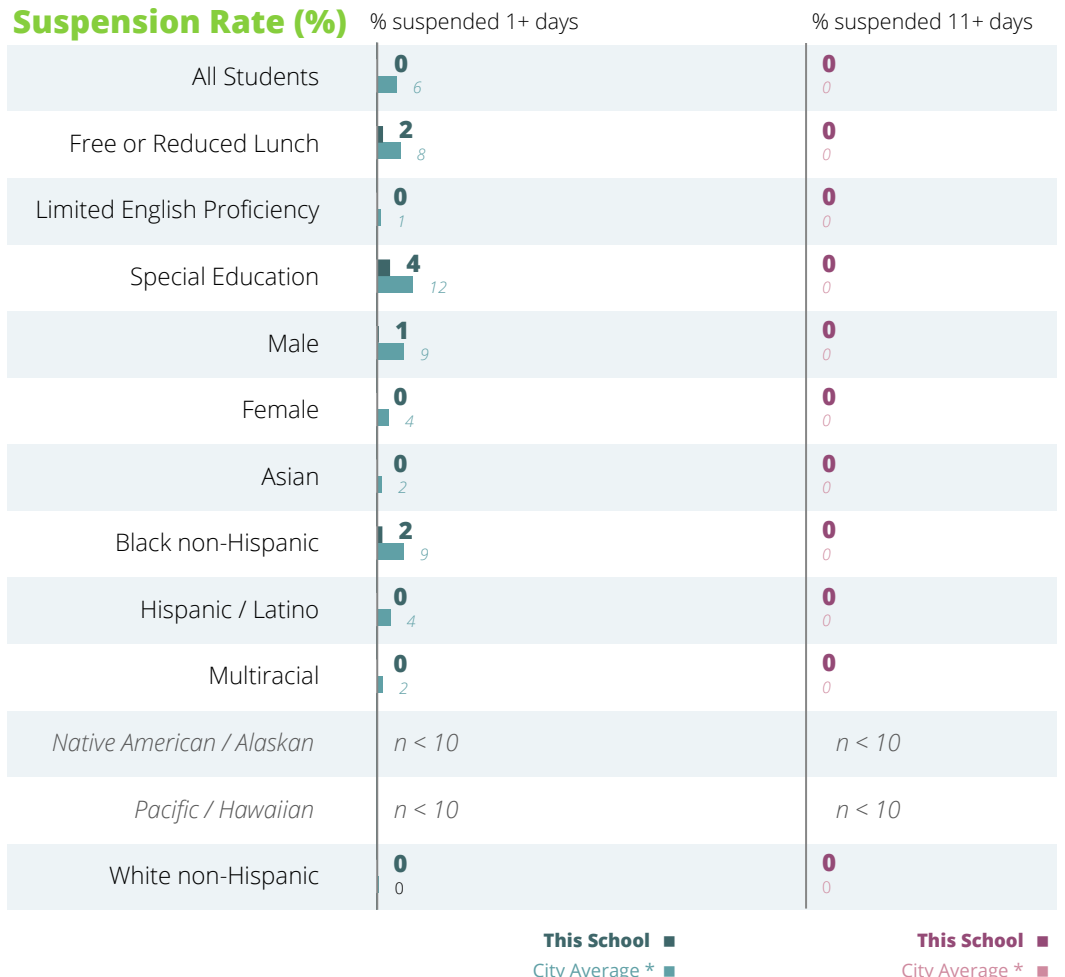 Suspension Rate (%) % suspended 1+ days % suspended 11+ days
All Students 0 6 0 0
Free or Reduced Lunch 2 8 0 0
Limited English Proficiency 0 1 0 0
Special Education 4 12 0 0
Male 1 9 0 0
Female 0 4 0 0
Asian 0 2 0 0
Black non-Hispanic 2 9 0 0
Hispanic / Latino 0 4 0 0
Multiracial 0 2 0 0
Native American / Alaskan n < 10 n < 10
Pacific / Hawaiian n < 10 n < 10
White non-Hispanic 0 0 0 0
This School This School
City Average * City Average *